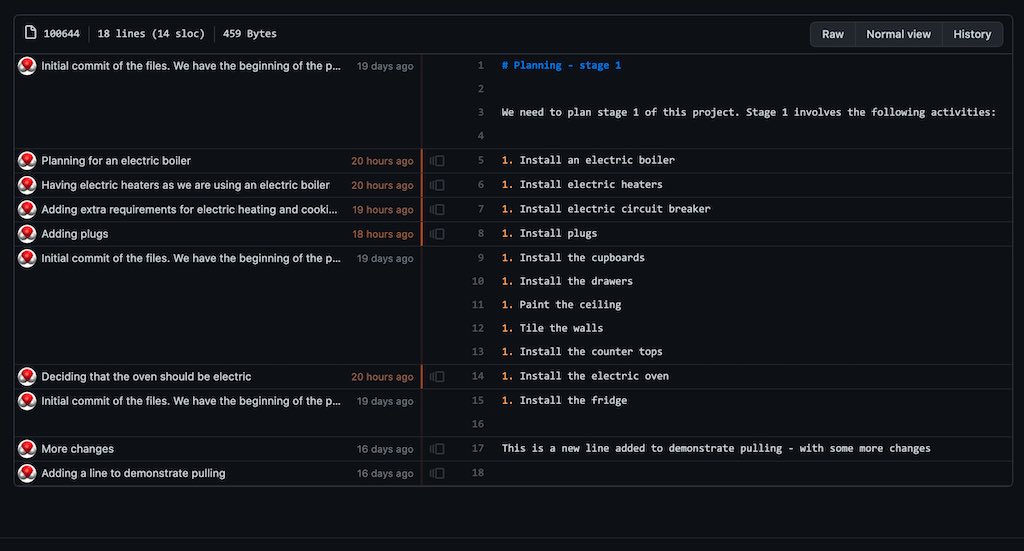 100644 18 lines (14 sloc) 459 Bytes Raw Normal view History
Initial commit of the files. We have the beginning of the p... 19 days ago 1 # Planning - stage 1
2
3 We need to plan stage 1 of this project. Stage 1 involves the following activities:
4
Planning for an electric boiler 20 hours ago 5 1. Install an electric boiler
Having electric heaters as we are using an electric boiler 20 hours ago 6 1. Install electric heaters
Adding extra requirements for electric heating and cooki... 19 hours ago 7 1. Install electric circuit breaker
Adding plugs 18 hours ago 8 1. Install plugs
Initial commit of the files. We have the beginning of the p... 19 days ago 9 1. Install the cupboards
10 1. Install the drawers
11 1. Paint the ceiling
12 1. Tile the walls
13 1. Install the counter tops
Deciding that the oven should be electric 20 hours ago 14 1. Install the electric oven
Initial commit of the files. We have the beginning of the p... 19 days ago 15 1. Install the fridge
16
More changes 16 days ago 17 This is a new line added to demonstrate pulling - with some more changes
Adding a line to demonstrate pulling 16 days ago 18